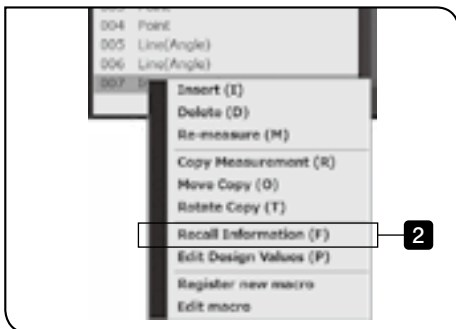 004 Point
005 Line(Angle)
006 Line(Angle)
007
Insert (I)
Delete (D)
Re-measure (M)
Copy Measurement (R)
Move Copy (O)
Rotate Copy (T)
Recall Information (F)
2
Edit Design Values (P)
Register new macro
Edit macro